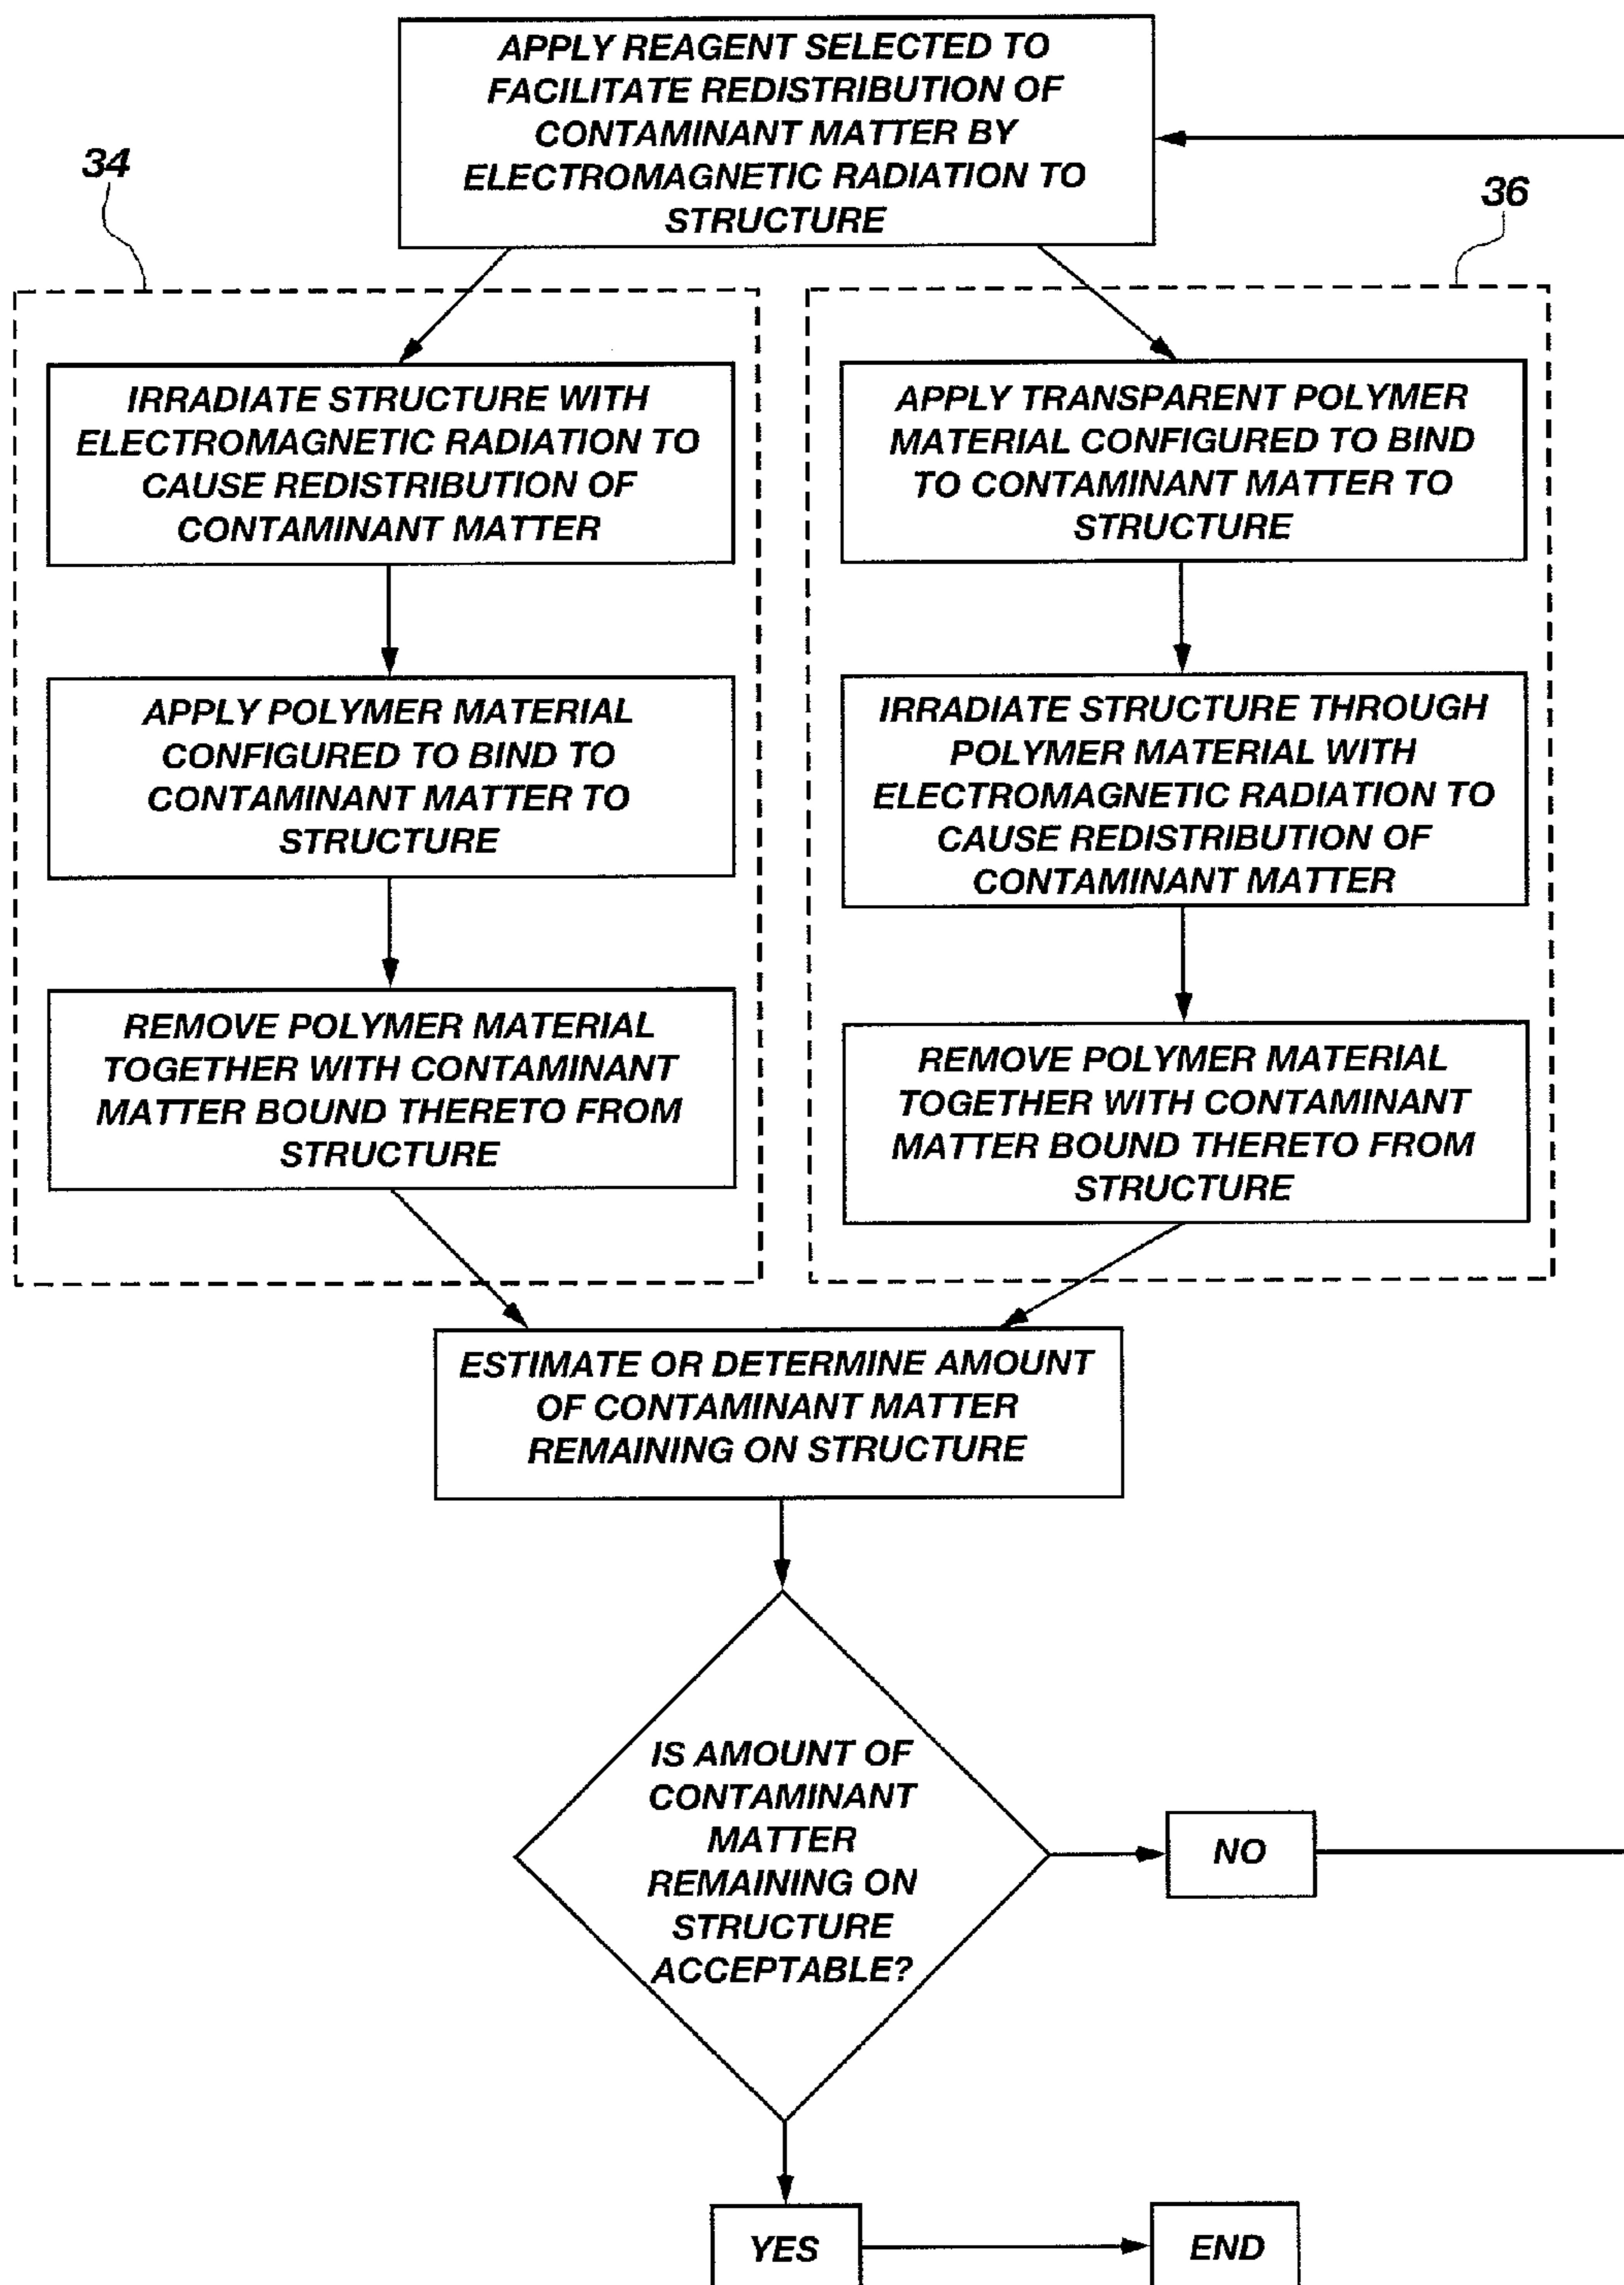 APPLY REAGENT SELECTED TO
FACILITATE REDISTRIBUTION OF
CONTAMINANT MATTER BY
ELECTROMAGNETIC RADIATION TO
STRUCTURE
34
IRRADIATE STRUCTURE WITH
ELECTROMAGNETIC RADIATION TO
CAUSE REDISTRIBUTION OF
CONTAMINANT MATTER
APPLY POLYMER MATERIAL
CONFIGURED TO BIND TO
CONTAMINANT MATTER TO
STRUCTURE
REMOVE POLYMER MATERIAL
TOGETHER WITH CONTAMINANT
MATTER BOUND THERETO FROM
STRUCTURE
36
APPLY TRANSPARENT POLYMER
MATERIAL CONFIGURED TO BIND
TO CONTAMINANT MATTER TO
STRUCTURE
IRRADIATE STRUCTURE THROUGH
POLYMER MATERIAL WITH
ELECTROMAGNETIC RADIATION TO
CAUSE REDISTRIBUTION OF
CONTAMINANT MATTER
REMOVE POLYMER MATERIAL
TOGETHER WITH CONTAMINANT
MATTER BOUND THERETO FROM
STRUCTURE
ESTIMATE OR DETERMINE AMOUNT
OF CONTAMINANT MATTER
REMAINING ON STRUCTURE
IS AMOUNT OF
CONTAMINANT
MATTER
REMAINING ON
STRUCTURE
ACCEPTABLE?
NO
YES
END